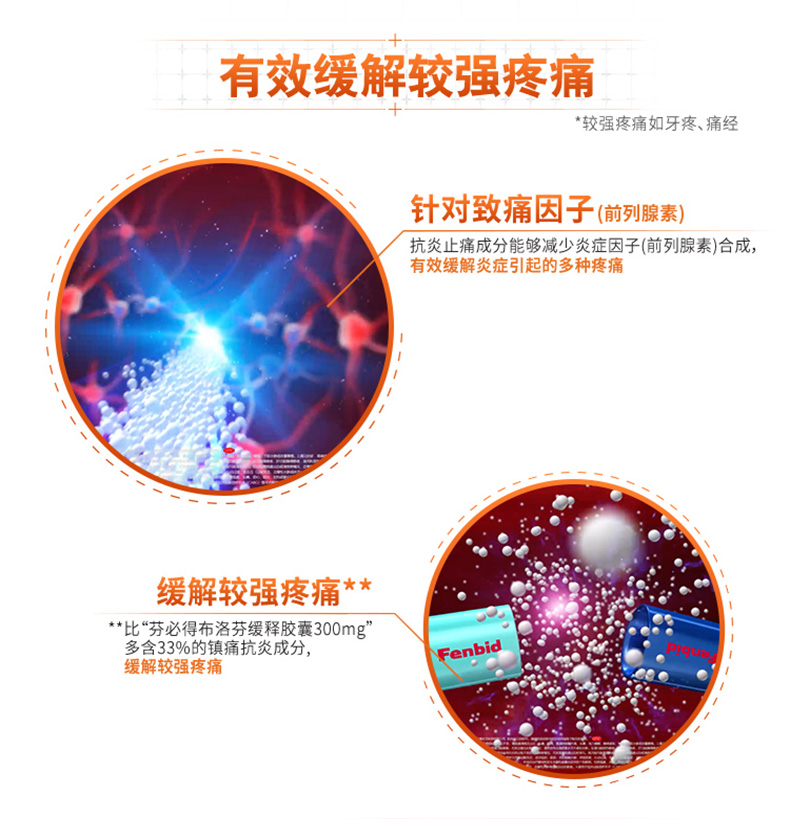 有效缓解较强疼痛
*较强疼痛如牙疼、痛经
针对致痛因子(前列腺素)
抗炎止痛成分能够减少炎症因子(前列腺素)合成,
有效缓解炎症引起的多种疼痛
缓解较强疼痛**
**比“芬必得布洛芬缓释胶囊300mg”
多含33%的镇痛抗炎成分,
缓解较强疼痛
Fenbid
Fenbid